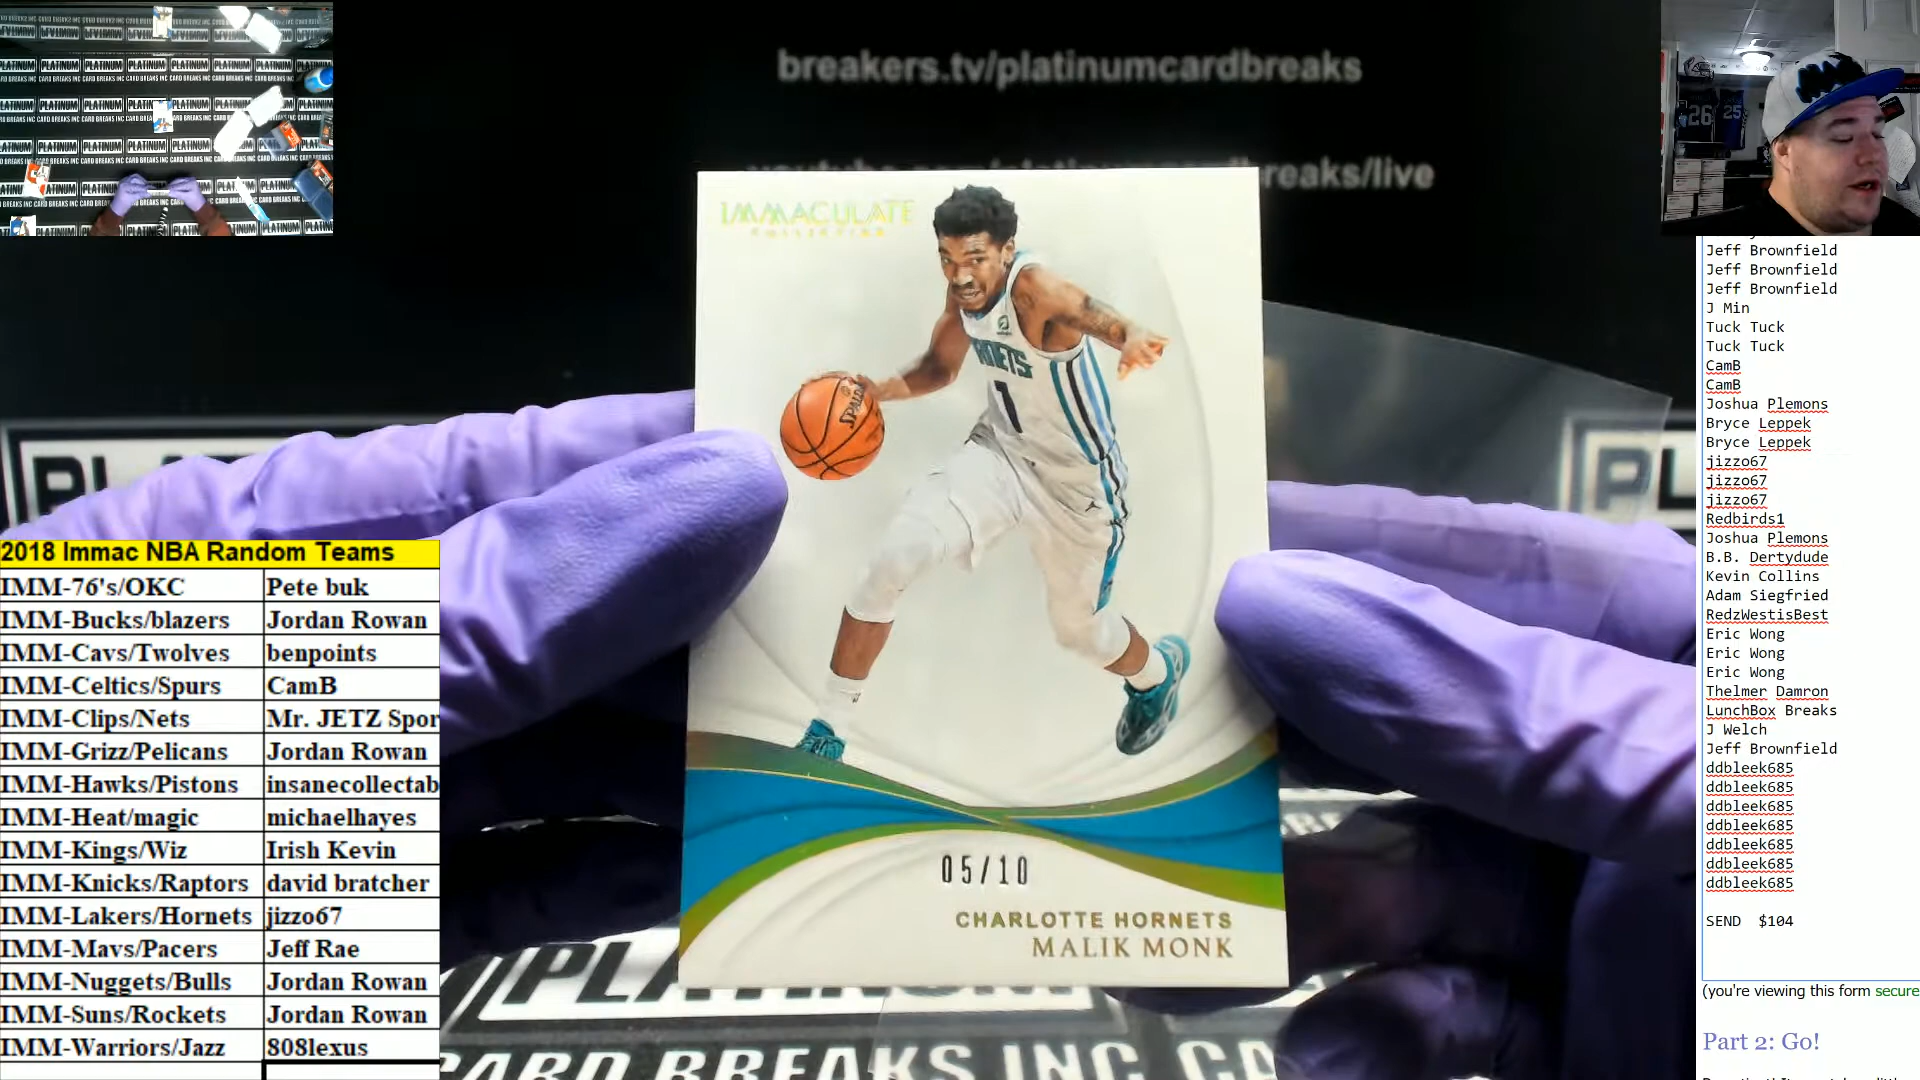 breakers.tv/platinumcardbreaks
breaks/live
IMMACULATE
COLLECTION
SPALDING
1
05/10
CHARLOTTE HORNETS
MALIK MONK
2018 Immac NBA Random Teams
IMM-76's/OKC Pete buk
IMM-Bucks/blazers Jordan Rowan
IMM-Cavs/Twolves benpoints
IMM-Celtics/Spurs CamB
IMM-Clips/Nets Mr. JETZ Spor
IMM-Grizz/Pelicans Jordan Rowan
IMM-Hawks/Pistons insanecollectab
IMM-Heat/magic michaelhayes
IMM-Kings/Wiz Irish Kevin
IMM-Knicks/Raptors david bratcher
IMM-Lakers/Hornets jizzo67
IMM-Mavs/Pacers Jeff Rae
IMM-Nuggets/Bulls Jordan Rowan
IMM-Suns/Rockets Jordan Rowan
IMM-Warriors/Jazz 808lexus
PLATINUM
CARD BREAKS INC
Jeff Brownfield
Jeff Brownfield
Jeff Brownfield
J Min
Tuck Tuck
Tuck Tuck
CamB
CamB
Joshua Plemons
Bryce Leppek
Bryce Leppek
jizzo67
jizzo67
jizzo67
Redbirds1
Joshua Plemons
B.B. Dertydude
Kevin Collins
Adam Siegfried
RedzWestisBest
Eric Wong
Eric Wong
Eric Wong
Thelmer Damron
LunchBox Breaks
J Welch
Jeff Brownfield
ddbleek685
ddbleek685
ddbleek685
ddbleek685
ddbleek685
ddbleek685
ddbleek685
SEND $104
(you're viewing this form secure
Part 2: Go!